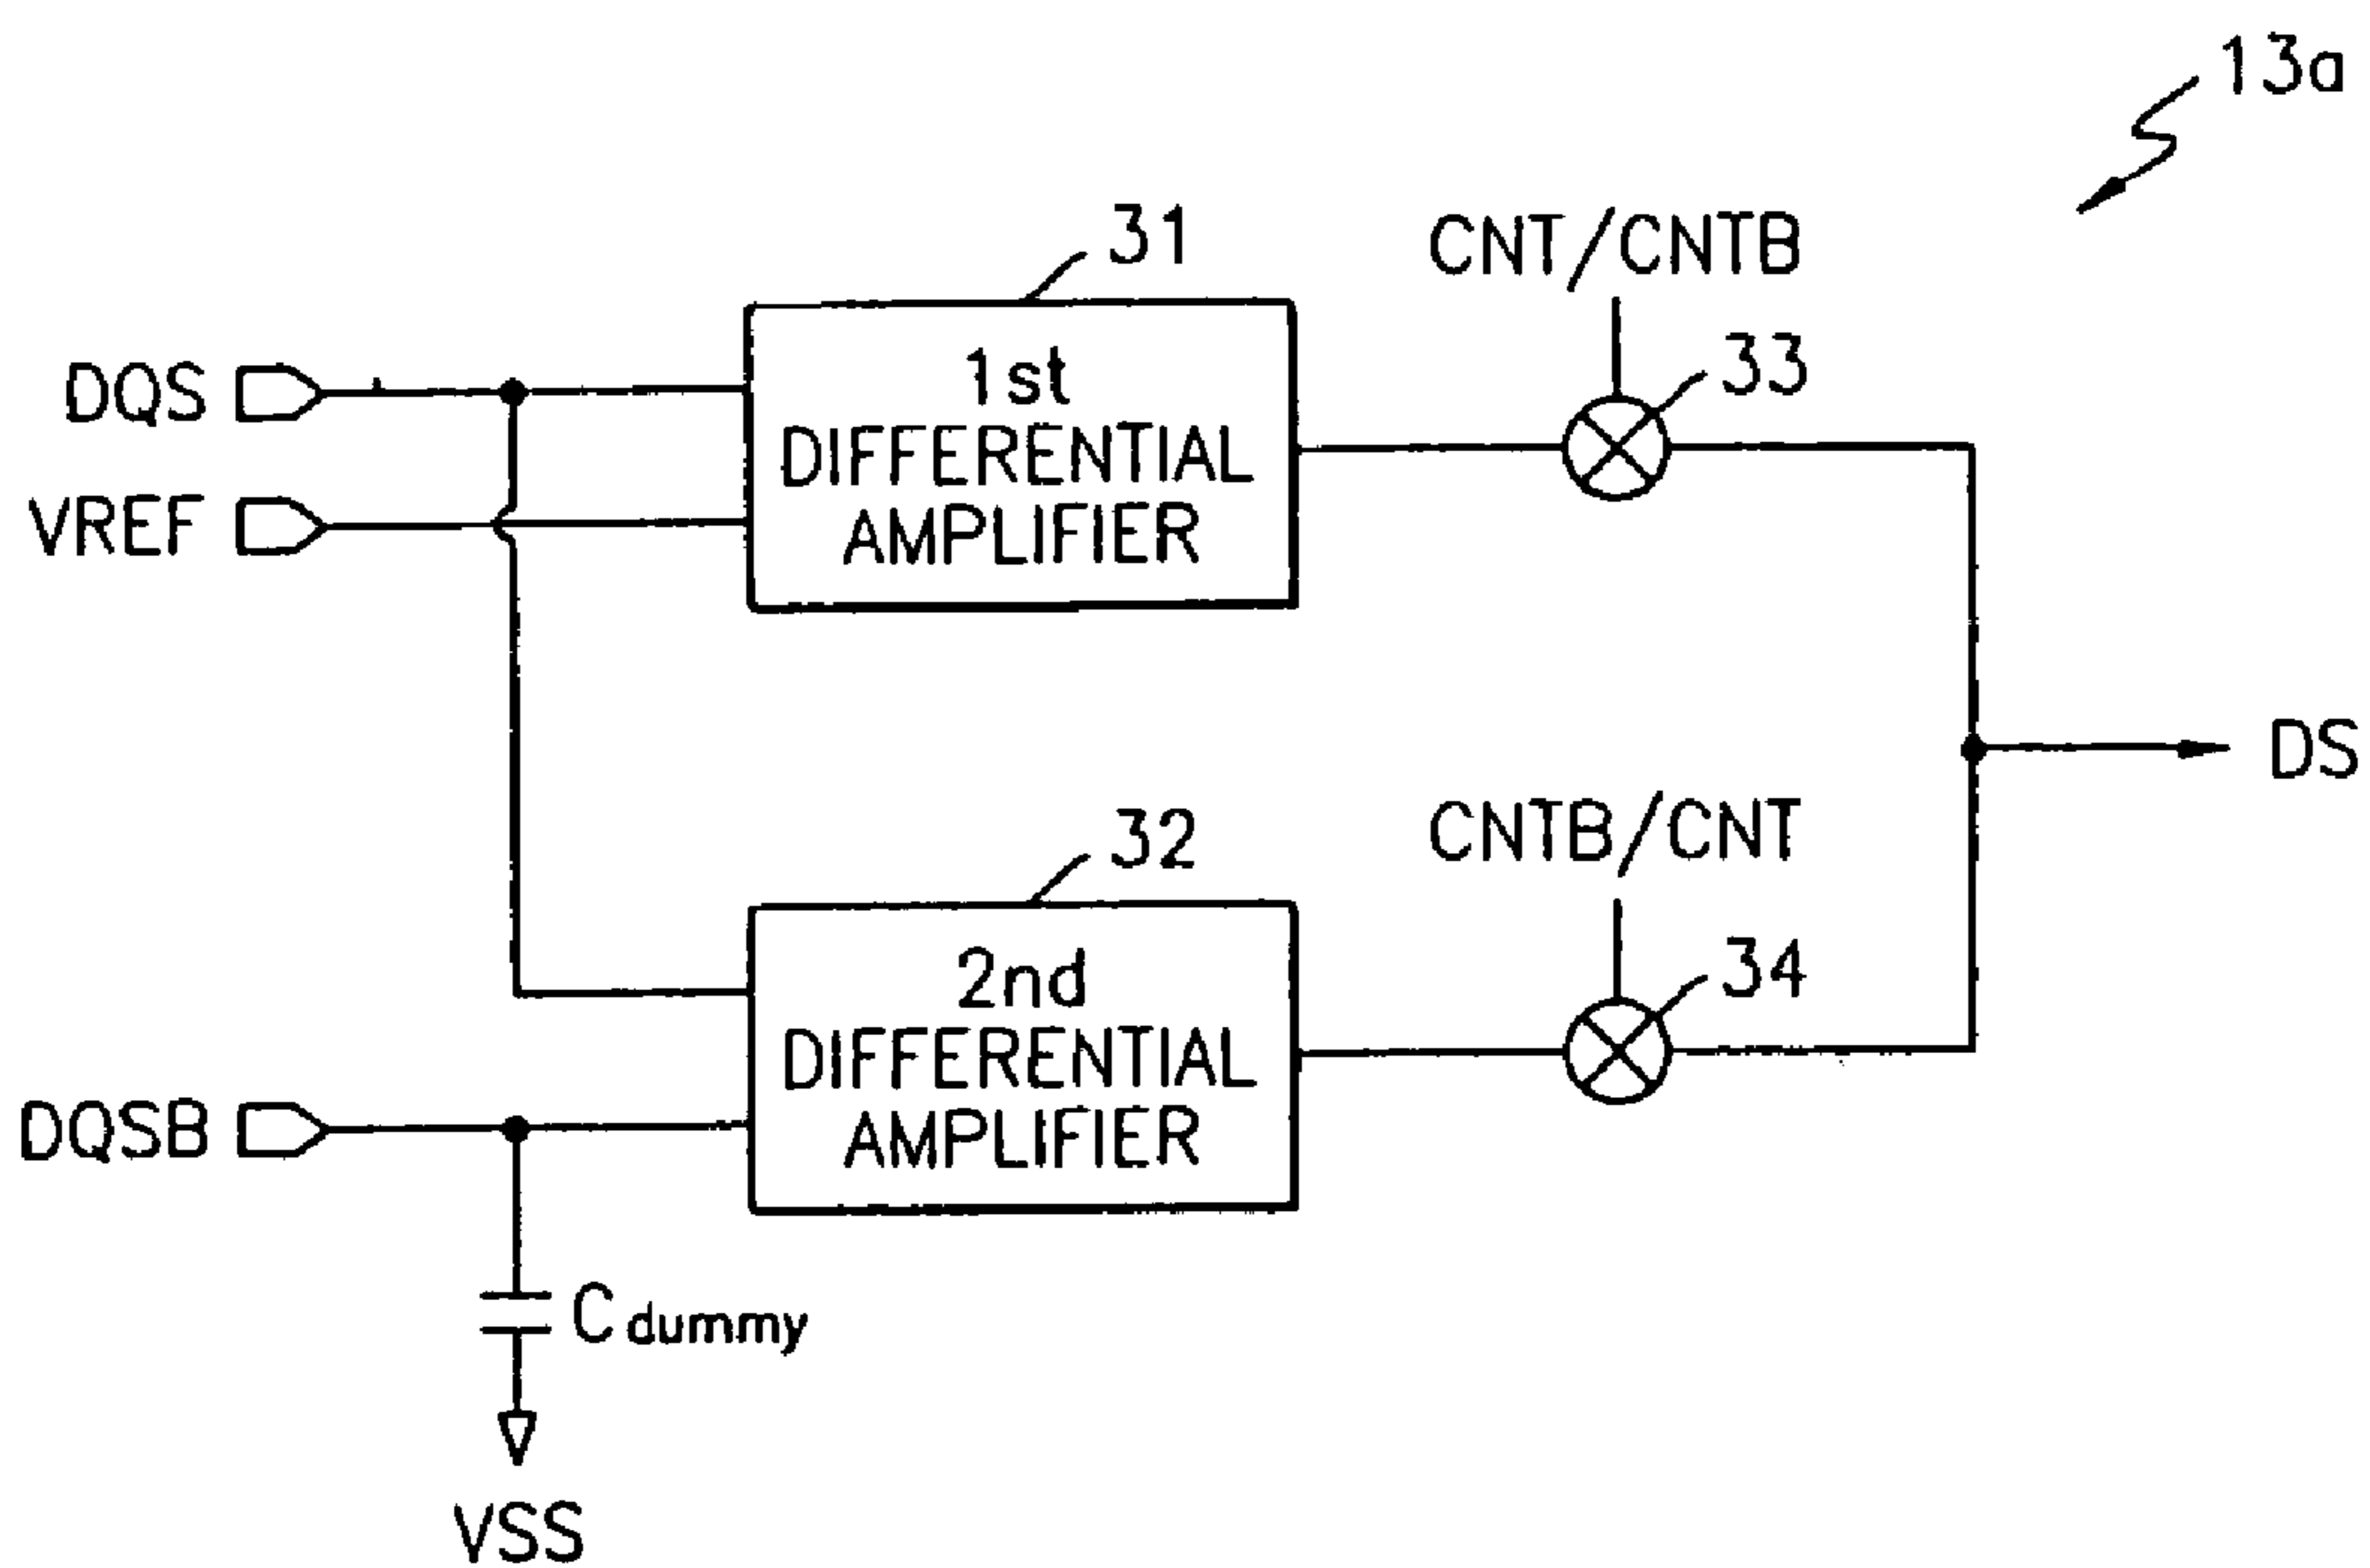 13a
31
CNT/CNTB
33
DQS
VREF
1st
DIFFERENTIAL
AMPLIFIER
DS
32
CNTB/CNT
34
2nd
DIFFERENTIAL
AMPLIFIER
DQSB
Cdummy
VSS